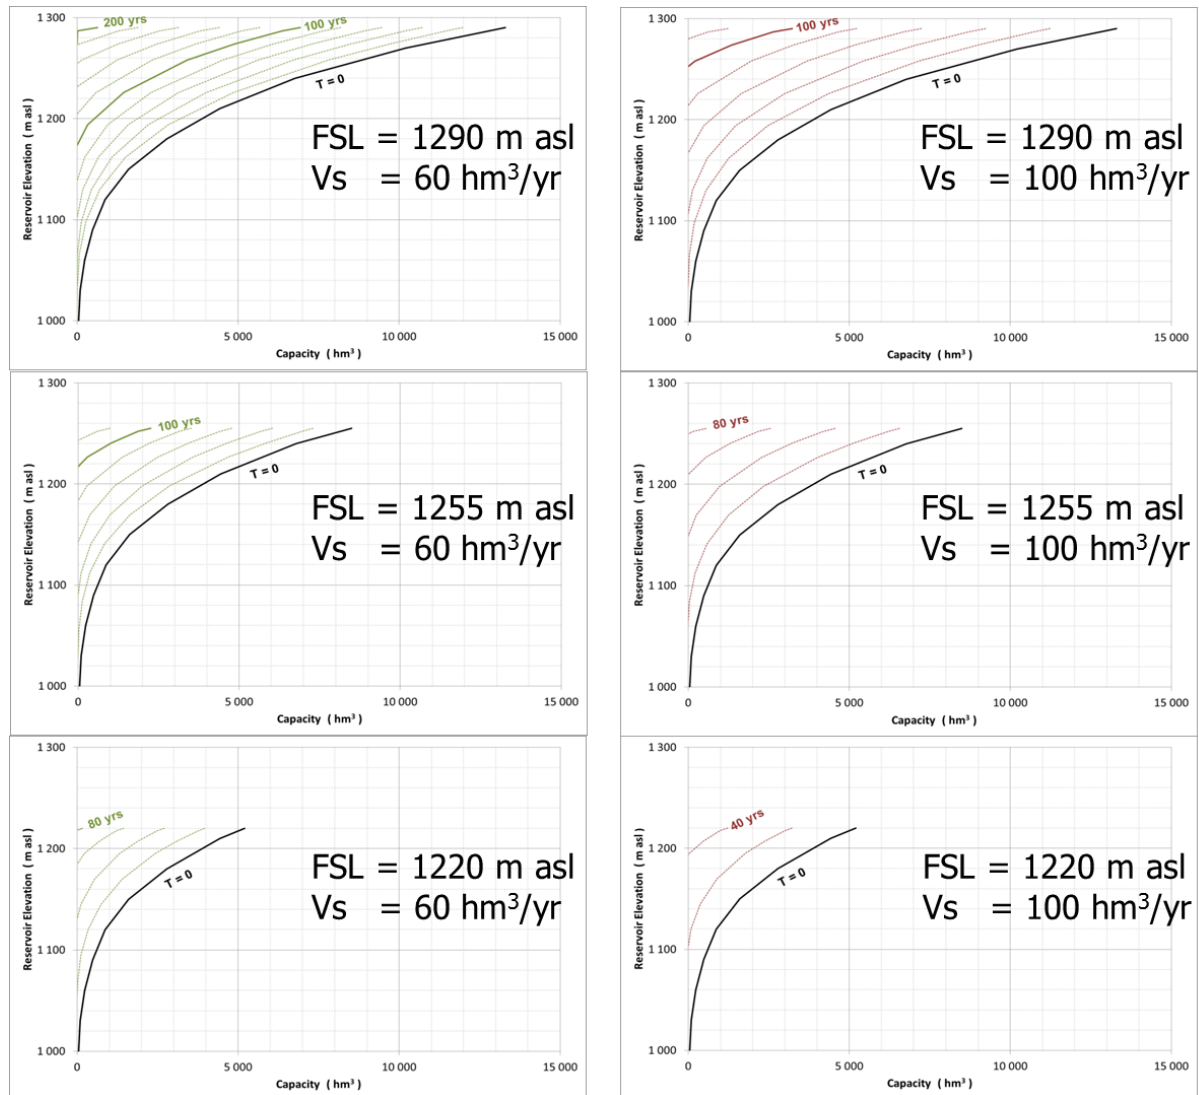 1 300
200 yrs
100 yrs
T = 0
1 200
FSL = 1290 m asl
Vs = 60 hm³/yr
1 100
1 000
Reservoir Elevation ( m asl )
0
5 000
10 000
15 000
Capacity ( hm³ )
1 300
100 yrs
T = 0
1 200
FSL = 1290 m asl
Vs = 100 hm³/yr
1 100
1 000
Reservoir Elevation ( m asl )
0
5 000
10 000
15 000
Capacity ( hm³ )
1 300
100 yrs
T = 0
1 200
FSL = 1255 m asl
Vs = 60 hm³/yr
1 100
1 000
Reservoir Elevation ( m asl )
0
5 000
10 000
15 000
Capacity ( hm³ )
1 300
80 yrs
T = 0
1 200
FSL = 1255 m asl
Vs = 100 hm³/yr
1 100
1 000
Reservoir Elevation ( m asl )
0
5 000
10 000
15 000
Capacity ( hm³ )
1 300
80 yrs
1 200
T = 0
FSL = 1220 m asl
Vs = 60 hm³/yr
1 100
1 000
Reservoir Elevation ( m asl )
0
5 000
10 000
15 000
Capacity ( hm³ )
1 300
40 yrs
1 200
T = 0
FSL = 1220 m asl
Vs = 100 hm³/yr
1 100
1 000
Reservoir Elevation ( m asl )
0
5 000
10 000
15 000
Capacity ( hm³ )